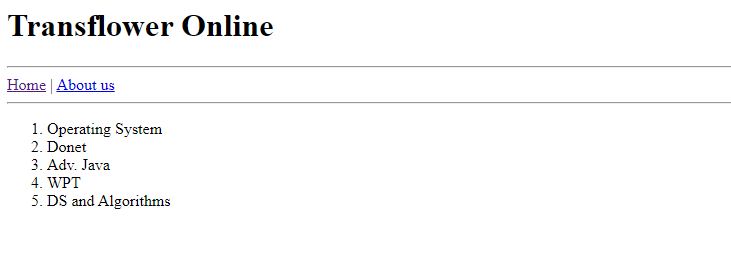 Transflower Online
Home | About us
1. Operating System
2. Donet
3. Adv. Java
4. WPT
5. DS and Algorithms